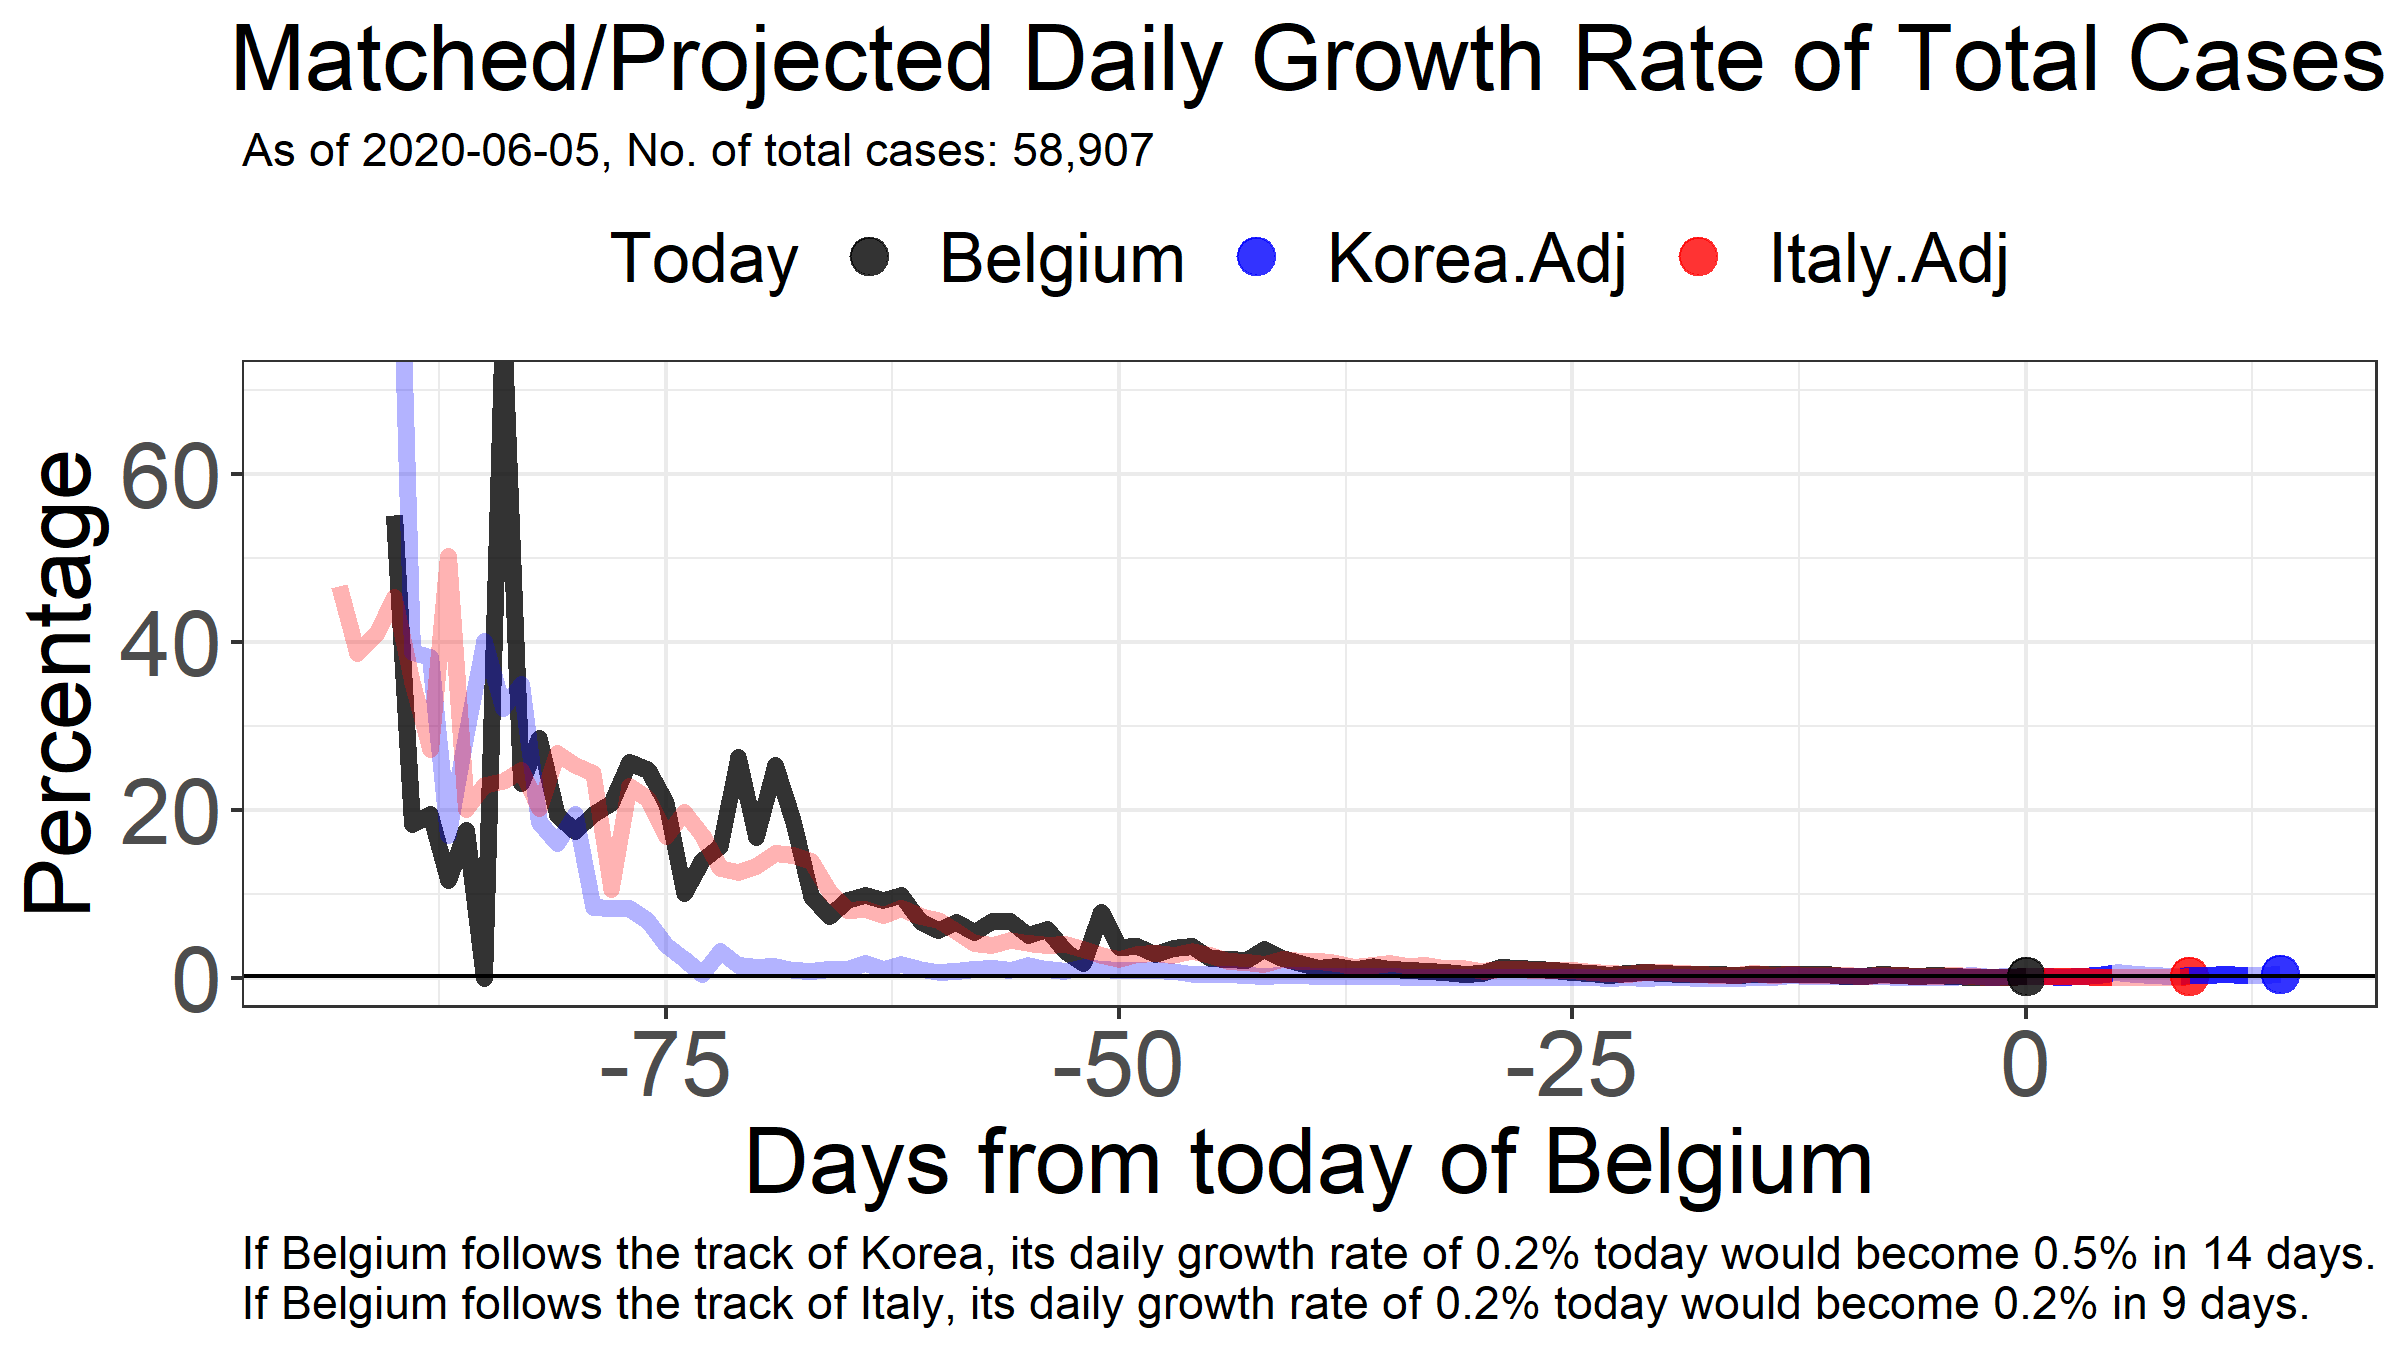 Matched/Projected Daily Growth Rate of Total Cases
As of 2020-06-05, No. of total cases: 58,907
Today Belgium Korea.Adj Italy.Adj
Percentage
60
40
20
0
-75 -50 -25 0
Days from today of Belgium
If Belgium follows the track of Korea, its daily growth rate of 0.2% today would become 0.5% in 14 days.
If Belgium follows the track of Italy, its daily growth rate of 0.2% today would become 0.2% in 9 days.